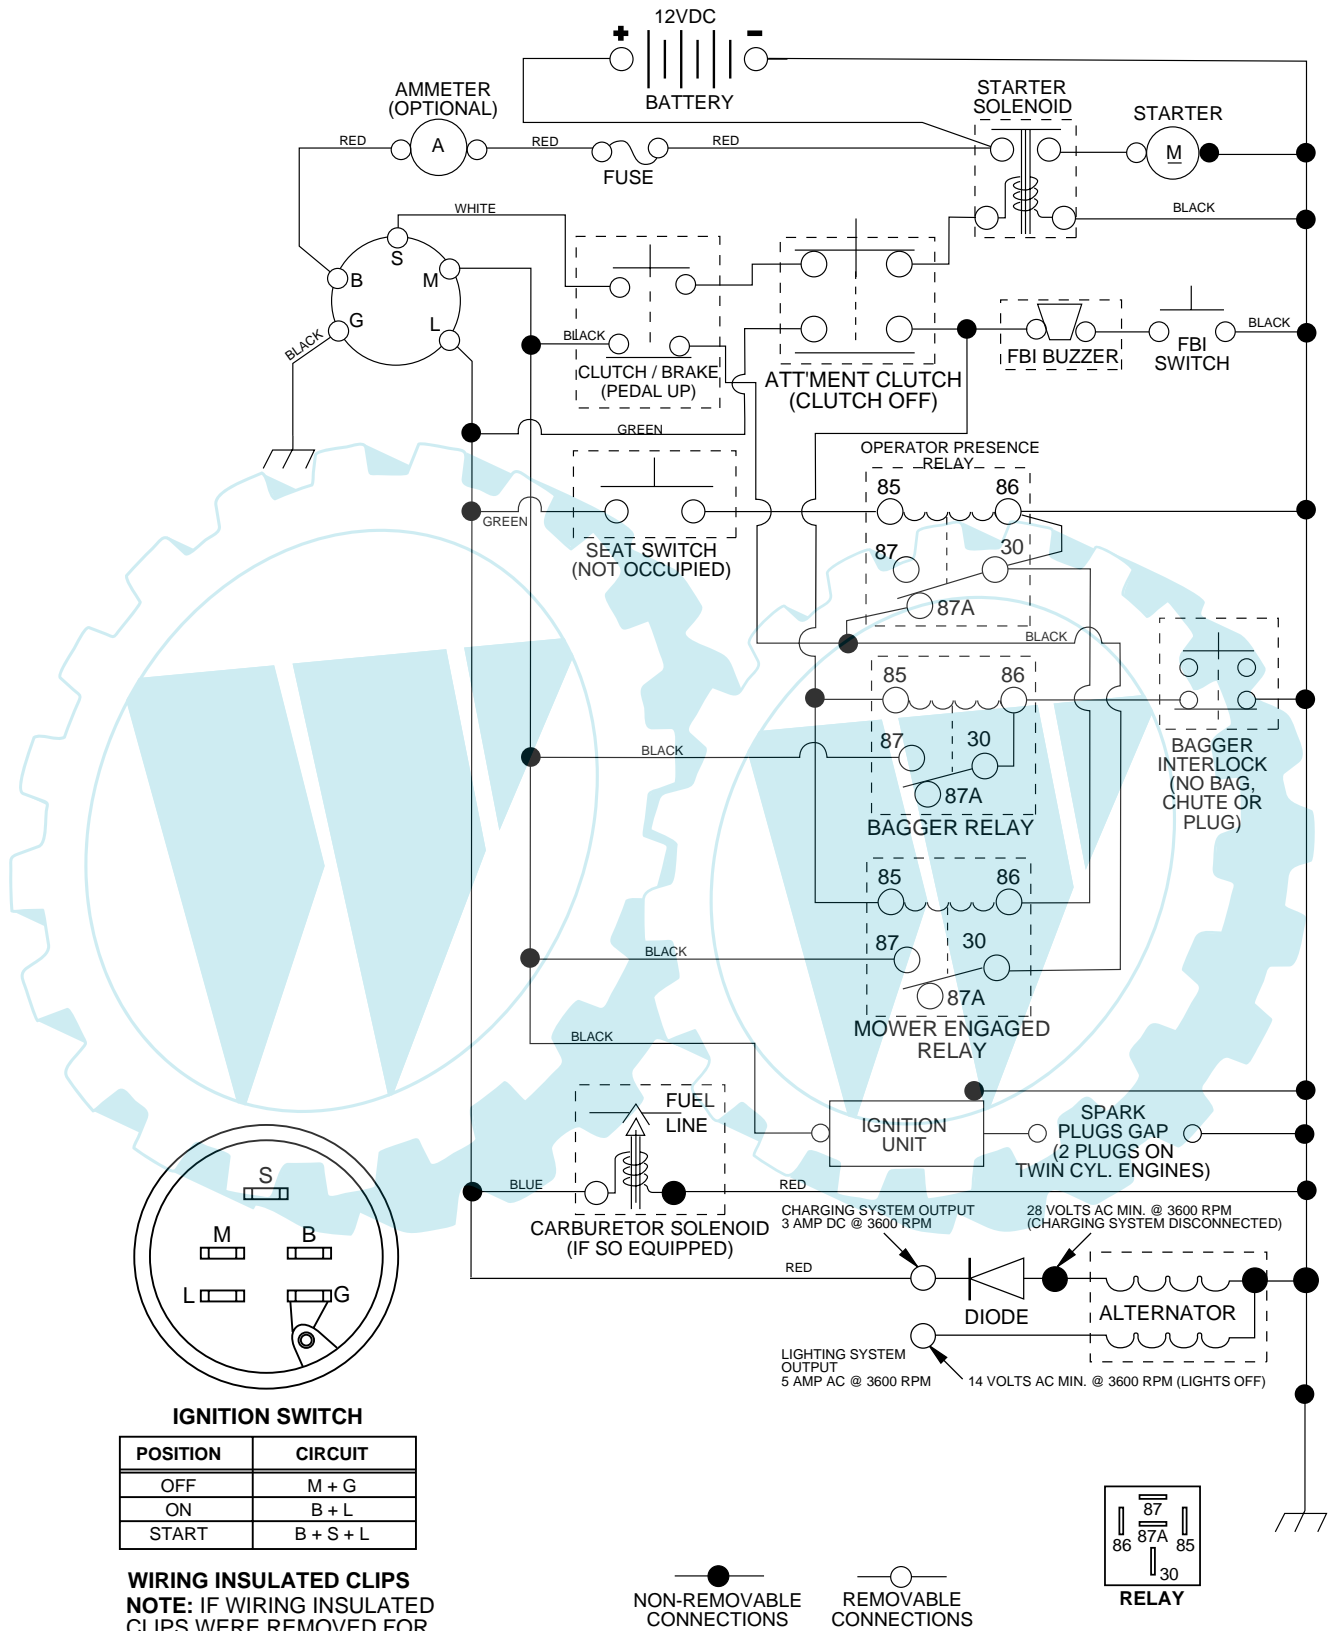 12VDC
+ -
BATTERY
AMMETER
(OPTIONAL)
STARTER
SOLENOID
STARTER
RED
A
RED
FUSE
RED
M
WHITE
BLACK
S
B
M
G
L
BLACK
BLACK
CLUTCH / BRAKE
(PEDAL UP)
ATT'MENT CLUTCH
(CLUTCH OFF)
FBI BUZZER
FBI
SWITCH
BLACK
GREEN
OPERATOR PRESENCE
RELAY
85
86
GREEN
SEAT SWITCH
(NOT OCCUPIED)
87
30
87A
BLACK
85
86
BLACK
87
30
87A
BAGGER RELAY
BAGGER
INTERLOCK
(NO BAG,
CHUTE OR
PLUG)
85
86
BLACK
87
30
87A
MOWER ENGAGED
RELAY
BLACK
FUEL
LINE
IGNITION
UNIT
SPARK
PLUGS GAP
(2 PLUGS ON
TWIN CYL. ENGINES)
BLUE
RED
CARBURETOR SOLENOID
(IF SO EQUIPPED)
CHARGING SYSTEM OUTPUT
3 AMP DC @ 3600 RPM
28 VOLTS AC MIN. @ 3600 RPM
(CHARGING SYSTEM DISCONNECTED)
RED
DIODE
ALTERNATOR
LIGHTING SYSTEM
OUTPUT
5 AMP AC @ 3600 RPM
14 VOLTS AC MIN. @ 3600 RPM (LIGHTS OFF)
S
M
B
L
G
IGNITION SWITCH
POSITION CIRCUIT
OFF M + G
ON B + L
START B + S + L
WIRING INSULATED CLIPS
NOTE: IF WIRING INSULATED
CLIPS WERE REMOVED FOR
NON-REMOVABLE
CONNECTIONS
REMOVABLE
CONNECTIONS
87
87A
86
85
30
RELAY